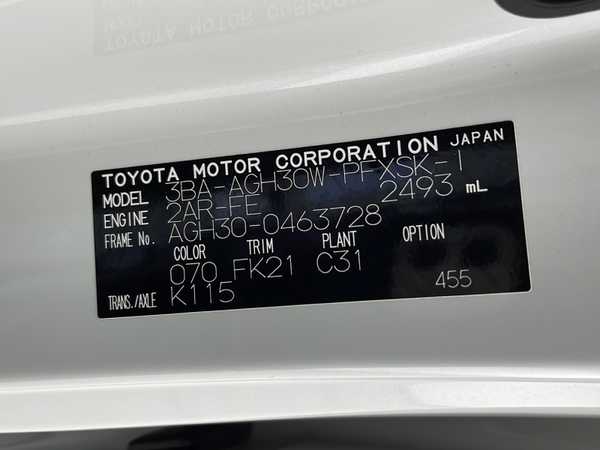 TOYOTA MOTOR CORPORATION JAPAN
MODEL 3BA-AGH30W-PFXSK-1
ENGINE 2AR-FE 2493 mL
FRAME No. AGH30-0463728
COLOR TRIM PLANT OPTION
070 FK21 C31
TRANS./AXLE K115 455